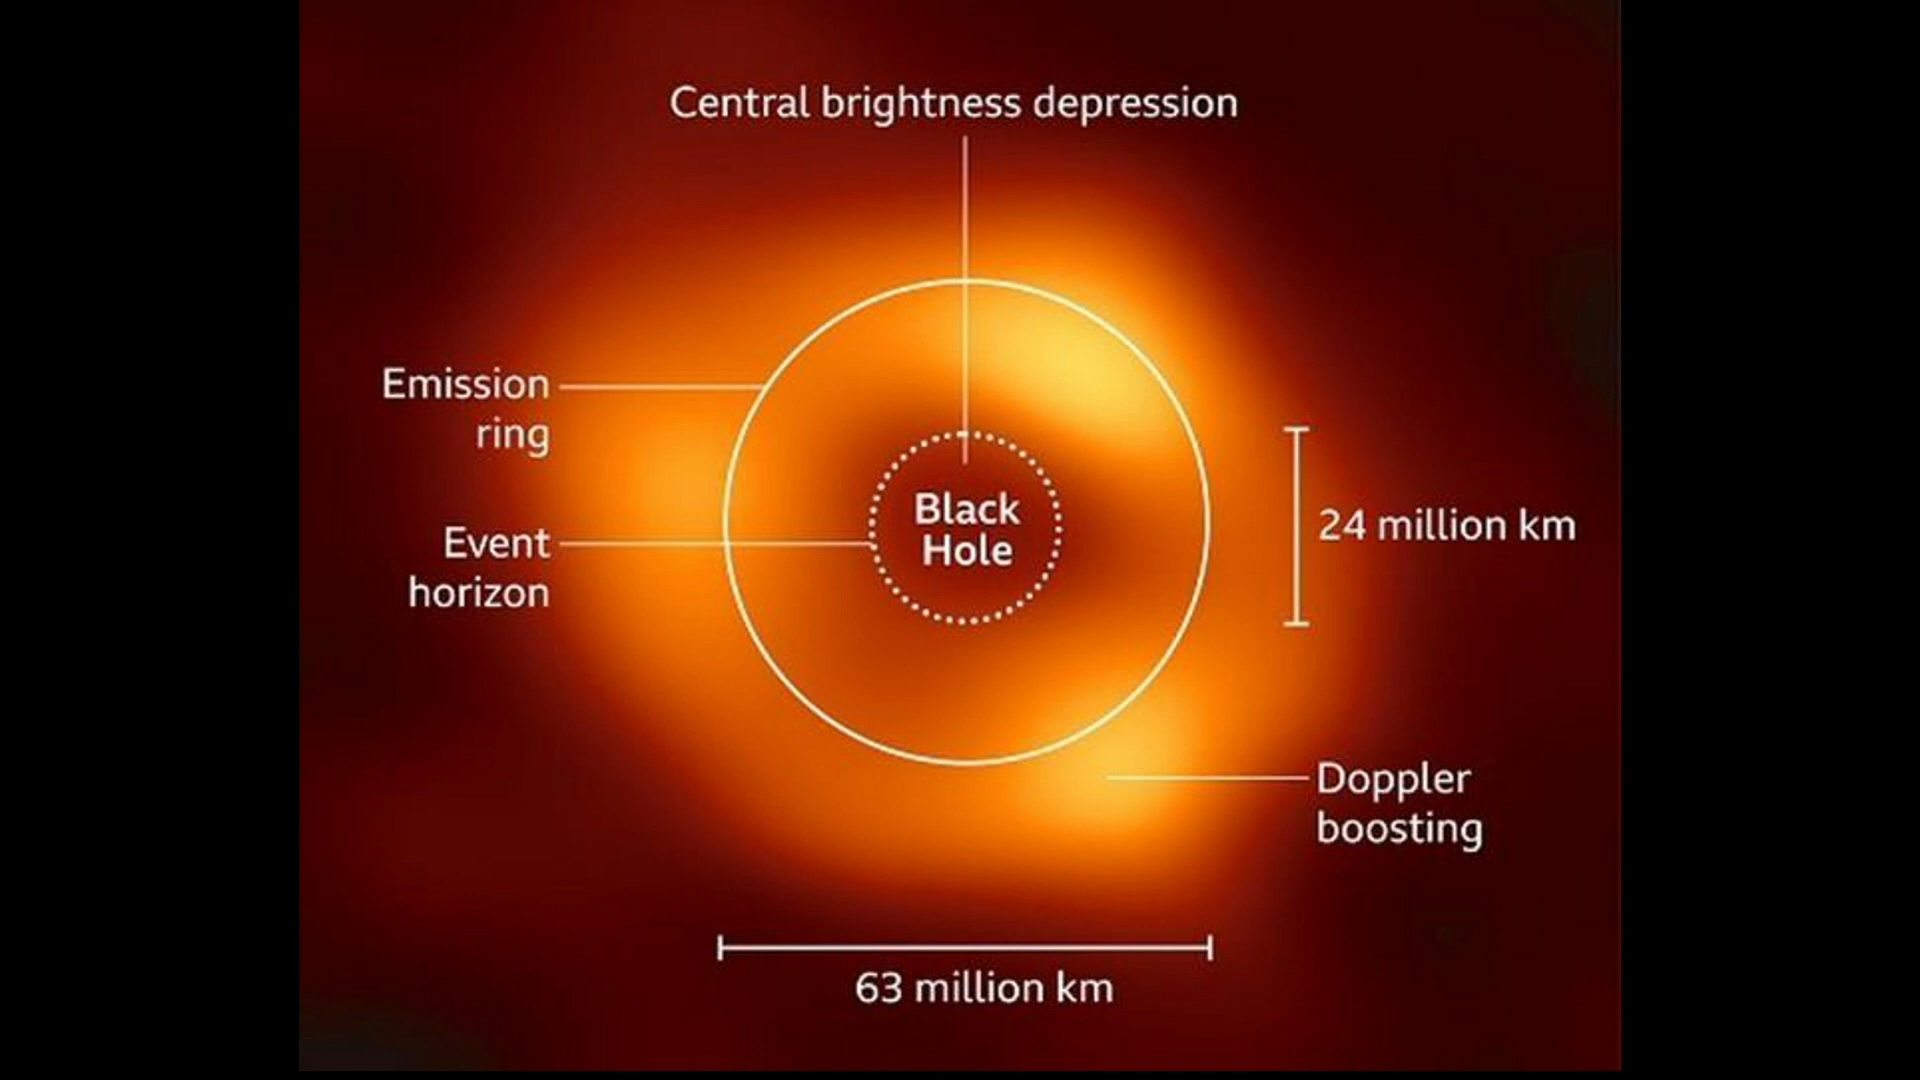 Central brightness depression
Emission
ring
Event
horizon
Black
Hole
24 million km
Doppler
boosting
63 million km